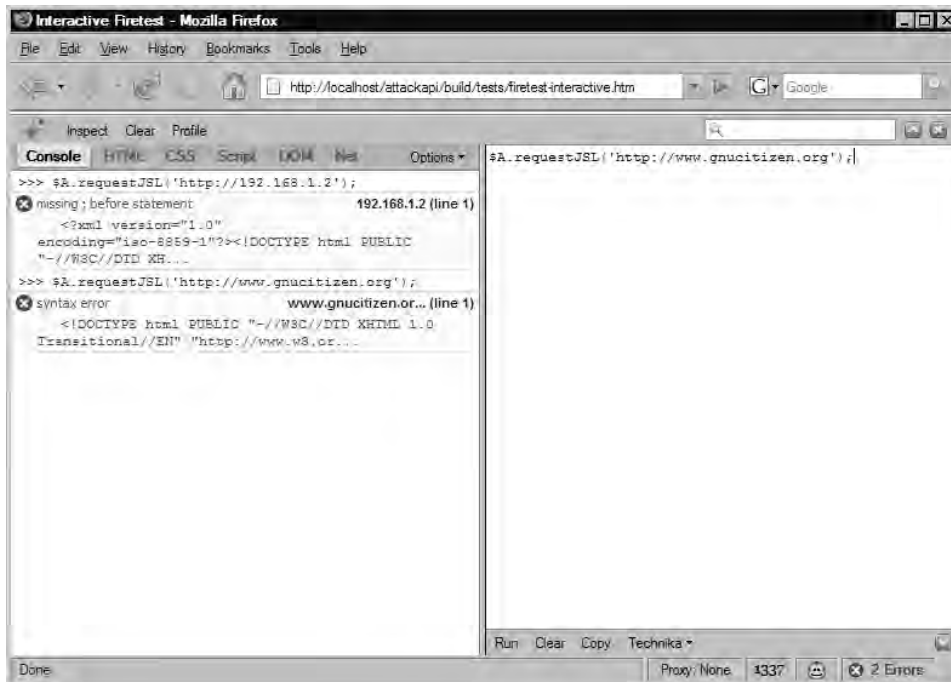 Interactive Firetest - Mozilla Firefox
File Edit View History Bookmarks Tools Help
http://localhost/attackapi/build/tests/firetest-interactive.htm
G Google
Inspect Clear Profile
Console HTML CSS Script DOM Net Options
>>> $A.requestJSL('http://192.168.1.2');
missing ; before statement 192.168.1.2 (line 1)
<?xml version="1.0"
encoding="iso-8859-1"?><!DOCTYPE html PUBLIC
"-//W3C//DTD XH...
>>> $A.requestJSL('http://www.gnucitizen.org');
syntax error www.gnucitizen.or... (line 1)
<!DOCTYPE html PUBLIC "-//W3C//DTD XHTML 1.0
Transitional//EN" "http://www.w3.or...
$A.requestJSL('http://www.gnucitizen.org');
Run Clear Copy Technika
Done Proxy: None 1337 2 Errors